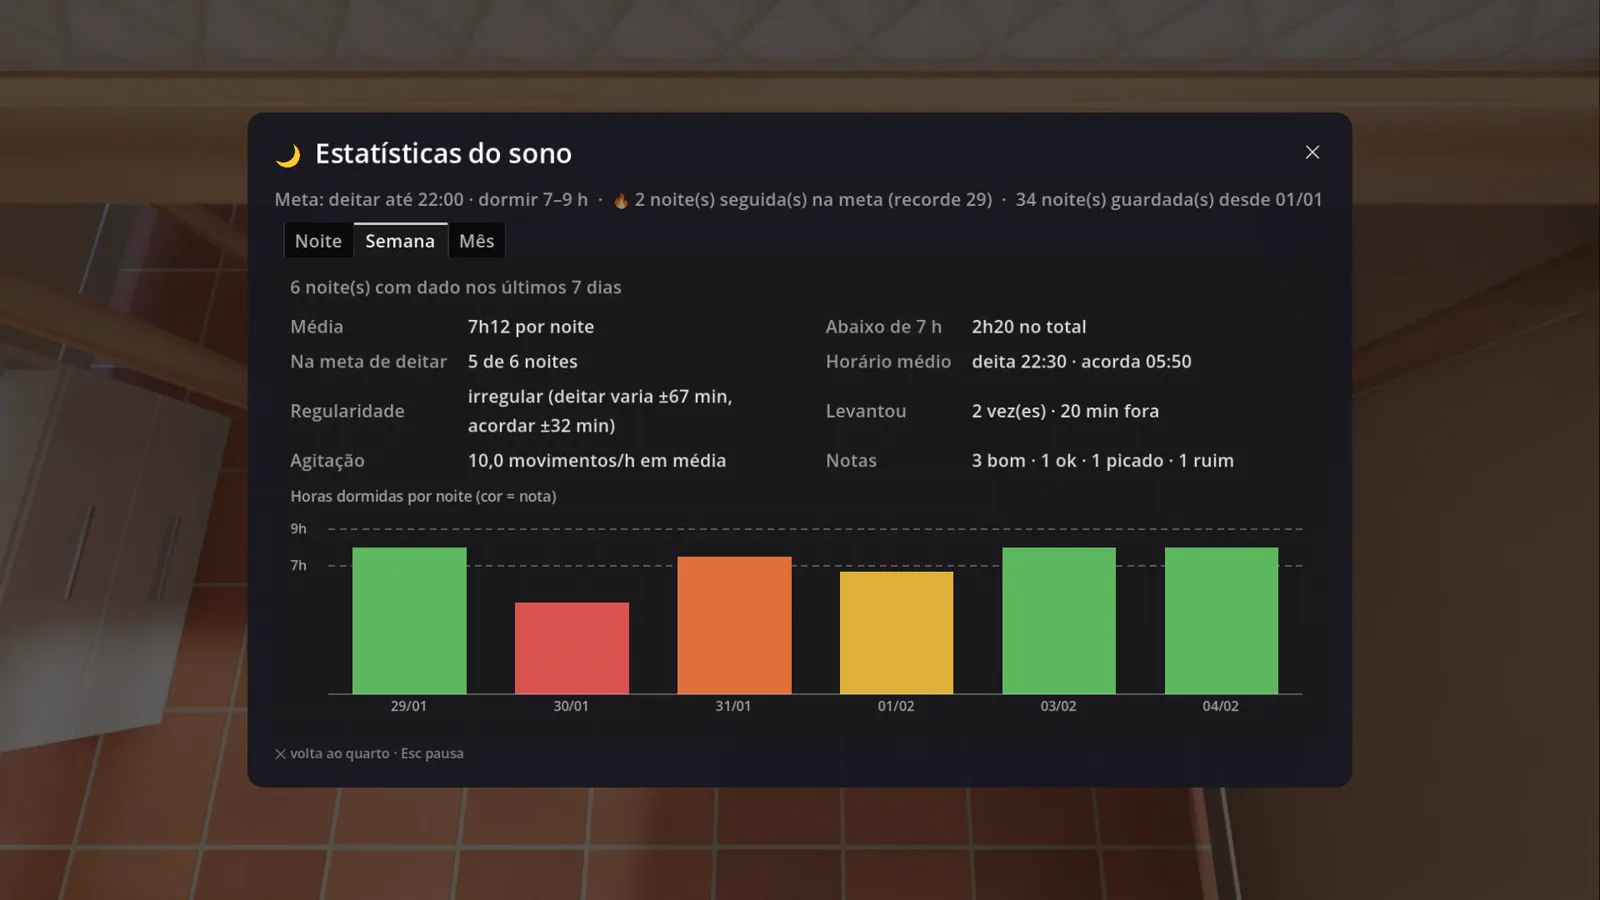 🌙 Estatísticas do sono
Meta: deitar até 22:00 · dormir 7–9 h · 🔥 2 noite(s) seguida(s) na meta (recorde 29) · 34 noite(s) guardada(s) desde 01/01
Noite Semana Mês
6 noite(s) com dado nos últimos 7 dias
Média 7h12 por noite Abaixo de 7 h 2h20 no total
Na meta de deitar 5 de 6 noites Horário médio deita 22:30 · acorda 05:50
Regularidade irregular (deitar varia ±67 min,
acordar ±32 min) Levantou 2 vez(es) · 20 min fora
Agitação 10,0 movimentos/h em média Notas 3 bom · 1 ok · 1 picado · 1 ruim
Horas dormidas por noite (cor = nota)
9h
7h
29/01 30/01 31/01 01/02 03/02 04/02
✕ volta ao quarto · Esc pausa